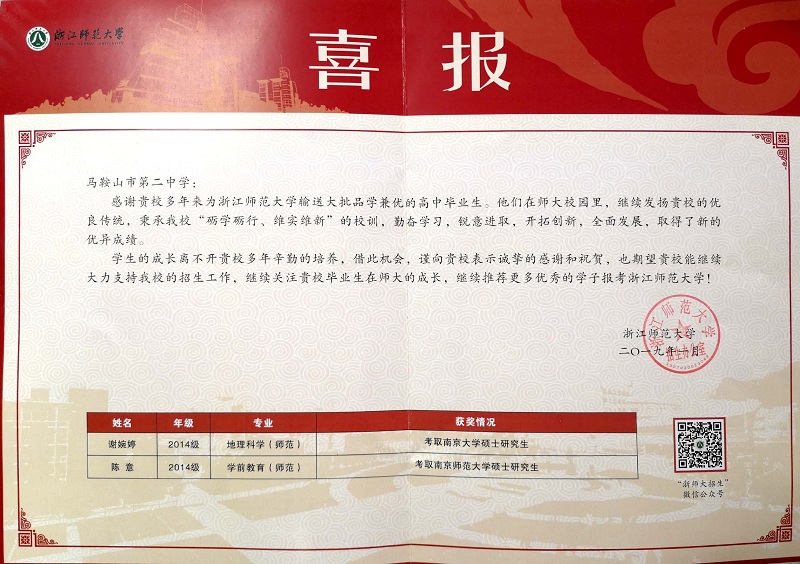 浙江师范大学
喜报
马鞍山市第二中学：
感谢贵校多年来为浙江师范大学输送大批品学兼优的高中毕业生。他们在师大校园里，继续发扬贵校的优
良传统，秉承我校“砺学砺行、维实维新”的校训，勤奋学习，锐意进取，开拓创新，全面发展，取得了新的
优异成绩。
学生的成长离不开贵校多年辛勤的培养，借此机会，谨向贵校表示诚挚的感谢和祝贺，也期望贵校能继续
大力支持我校的招生工作，继续关注贵校毕业生在师大的成长，继续推荐更多优秀的学子报考浙江师范大学！
浙江师范大学
二〇一九年一月
浙江师范大学
招生办公室
姓名 年级 专业 获奖情况
谢婉婷 2014级 地理科学（师范） 考取南京大学硕士研究生
陈意 2014级 学前教育（师范） 考取南京师范大学硕士研究生
“浙师大招生”
微信公众号